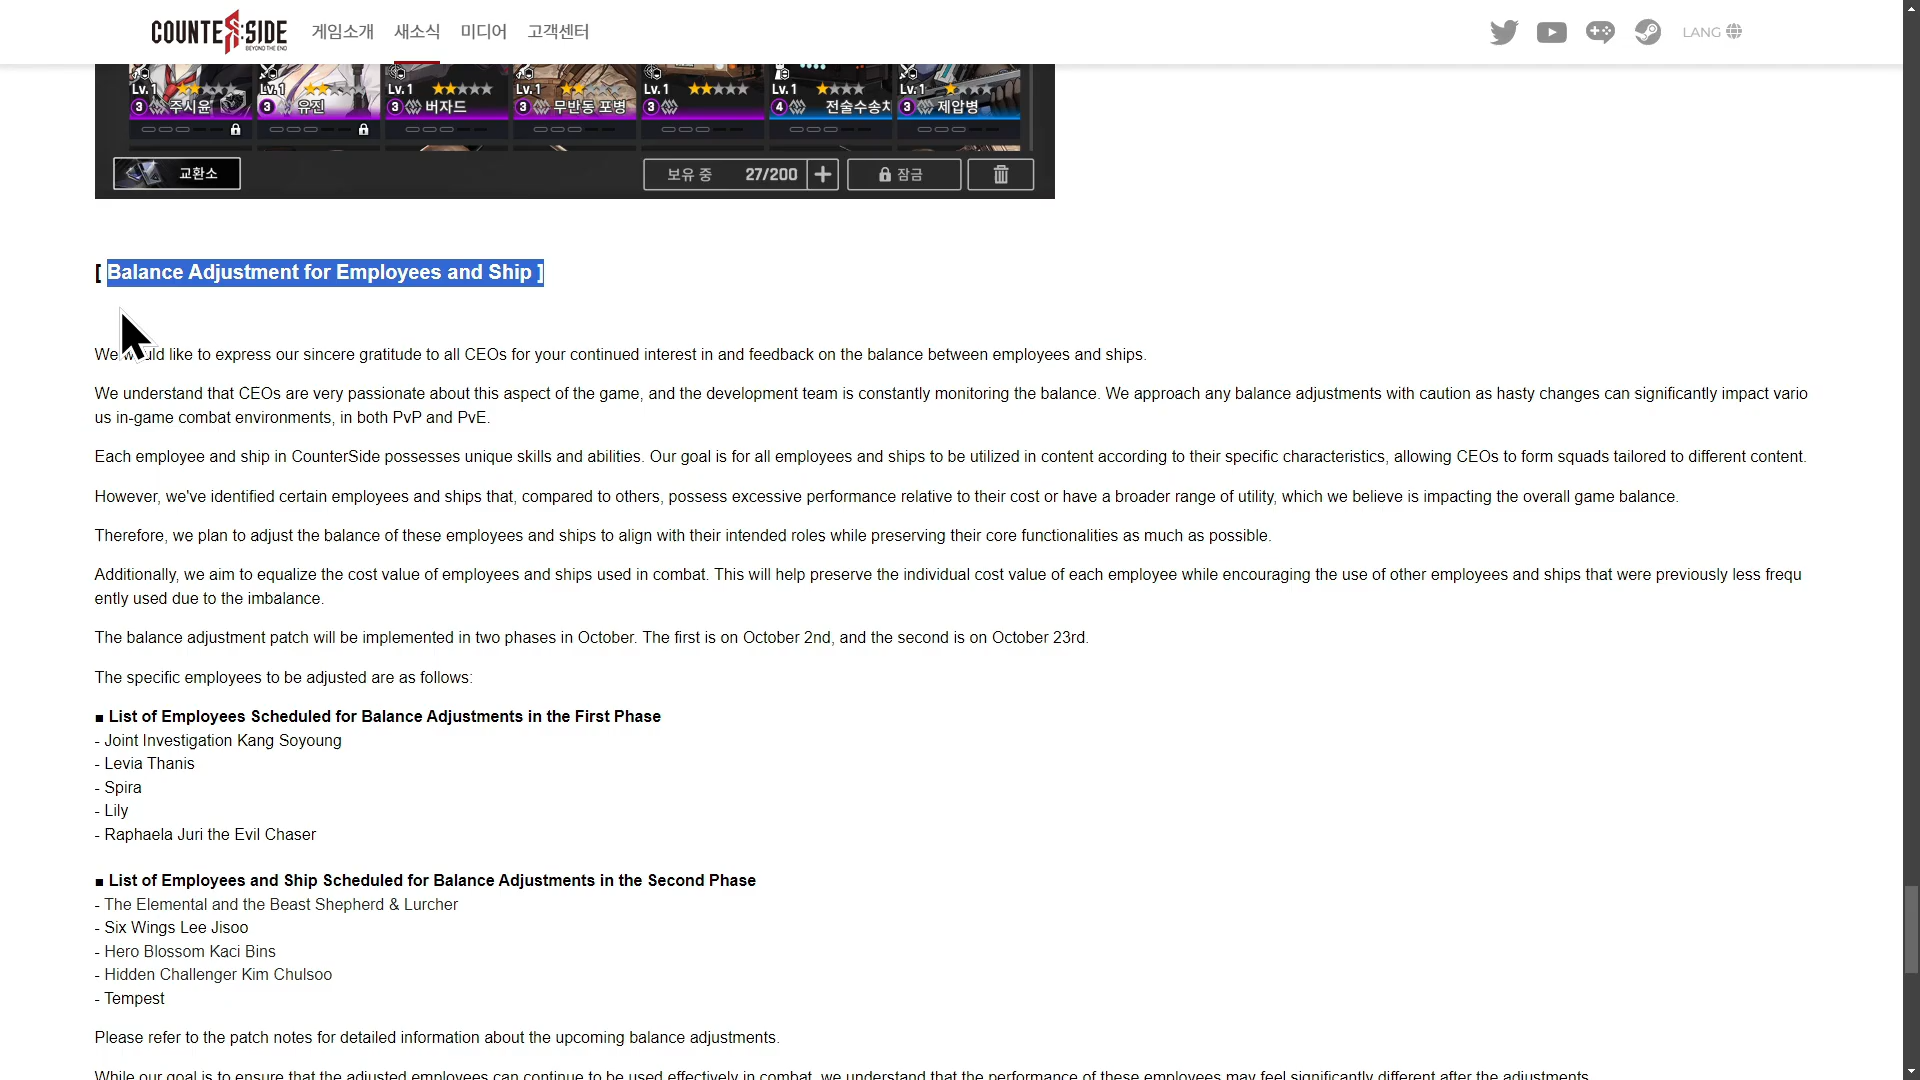 COUNTER:SIDE
BEYOND THE END
게임소개 새소식 미디어 고객센터
LANG
Lv.1 Lv.1 Lv.1 Lv.1 Lv.1 Lv.1 Lv.1
3 주시윤 3 유진 3 버자드 3 무반동 포병 3 4 전술수송차 3 제압병
교환소 보유 중 27/200 + 잠금
[ Balance Adjustment for Employees and Ship ]
We would like to express our sincere gratitude to all CEOs for your continued interest in and feedback on the balance between employees and ships.
We understand that CEOs are very passionate about this aspect of the game, and the development team is constantly monitoring the balance. We approach any balance adjustments with caution as hasty changes can significantly impact vario
us in-game combat environments, in both PvP and PvE.
Each employee and ship in CounterSide possesses unique skills and abilities. Our goal is for all employees and ships to be utilized in content according to their specific characteristics, allowing CEOs to form squads tailored to different content.
However, we've identified certain employees and ships that, compared to others, possess excessive performance relative to their cost or have a broader range of utility, which we believe is impacting the overall game balance.
Therefore, we plan to adjust the balance of these employees and ships to align with their intended roles while preserving their core functionalities as much as possible.
Additionally, we aim to equalize the cost value of employees and ships used in combat. This will help preserve the individual cost value of each employee while encouraging the use of other employees and ships that were previously less frequ
ently used due to the imbalance.
The balance adjustment patch will be implemented in two phases in October. The first is on October 2nd, and the second is on October 23rd.
The specific employees to be adjusted are as follows:
■ List of Employees Scheduled for Balance Adjustments in the First Phase
- Joint Investigation Kang Soyoung
- Levia Thanis
- Spira
- Lily
- Raphaela Juri the Evil Chaser
■ List of Employees and Ship Scheduled for Balance Adjustments in the Second Phase
- The Elemental and the Beast Shepherd & Lurcher
- Six Wings Lee Jisoo
- Hero Blossom Kaci Bins
- Hidden Challenger Kim Chulsoo
- Tempest
Please refer to the patch notes for detailed information about the upcoming balance adjustments.
While our goal is to ensure that the adjusted employees can continue to be used effectively in combat, we understand that the performance of these employees may feel significantly different after the adjustments.